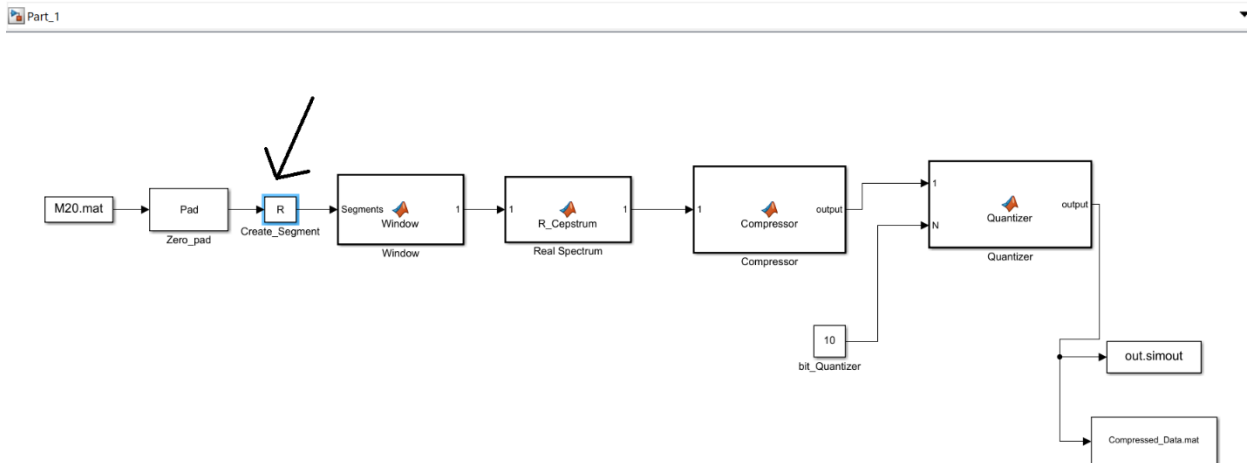 Part_1
M20.mat
Pad
Zero_pad
R
Create_Segment
Segments
Window
1
Window
1
R_Cepstrum
1
Real Spectrum
1
Compressor
output
Compressor
1
N
Quantizer
output
Quantizer
10
bit_Quantizer
out.simout
Compressed_Data.mat